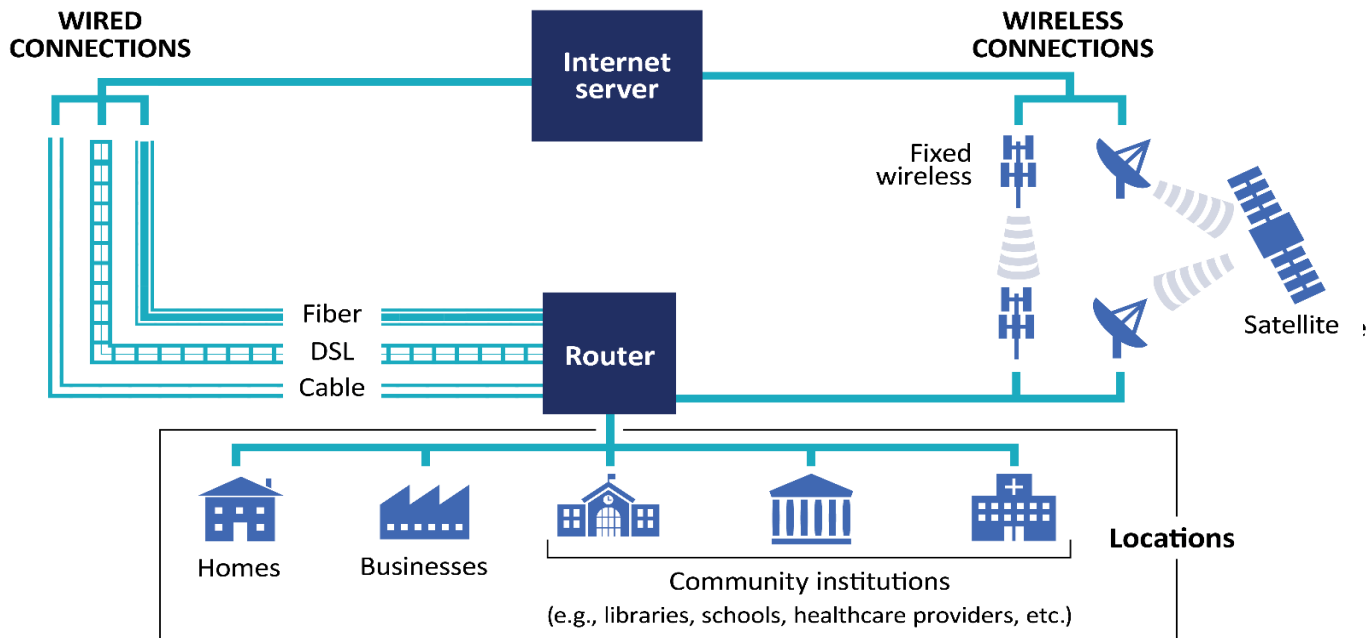 WIRED
CONNECTIONS
Internet
server
WIRELESS
CONNECTIONS
Fixed
wireless
Satellite
Fiber
DSL
Cable
Router
Homes
Businesses
Community institutions
(e.g., libraries, schools, healthcare providers, etc.)
Locations